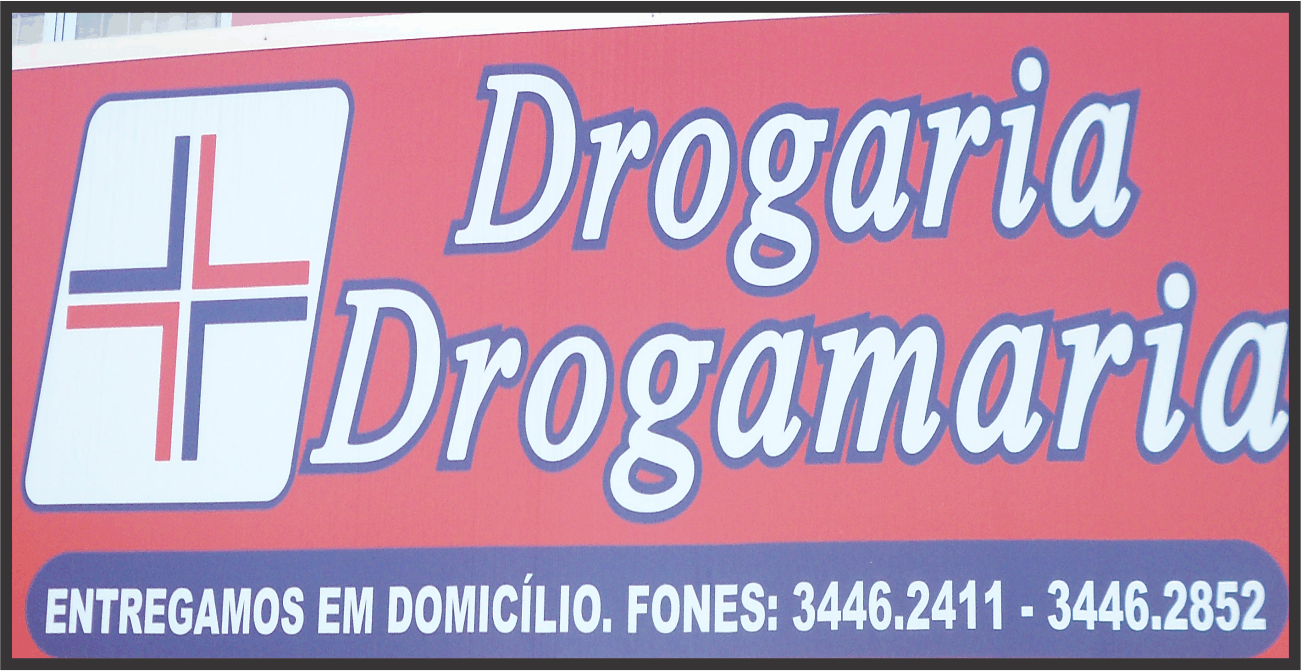 Drogaria
Drogamaria
ENTREGAMOS EM DOMICÍLIO. FONES: 3446.2411 - 3446.2852